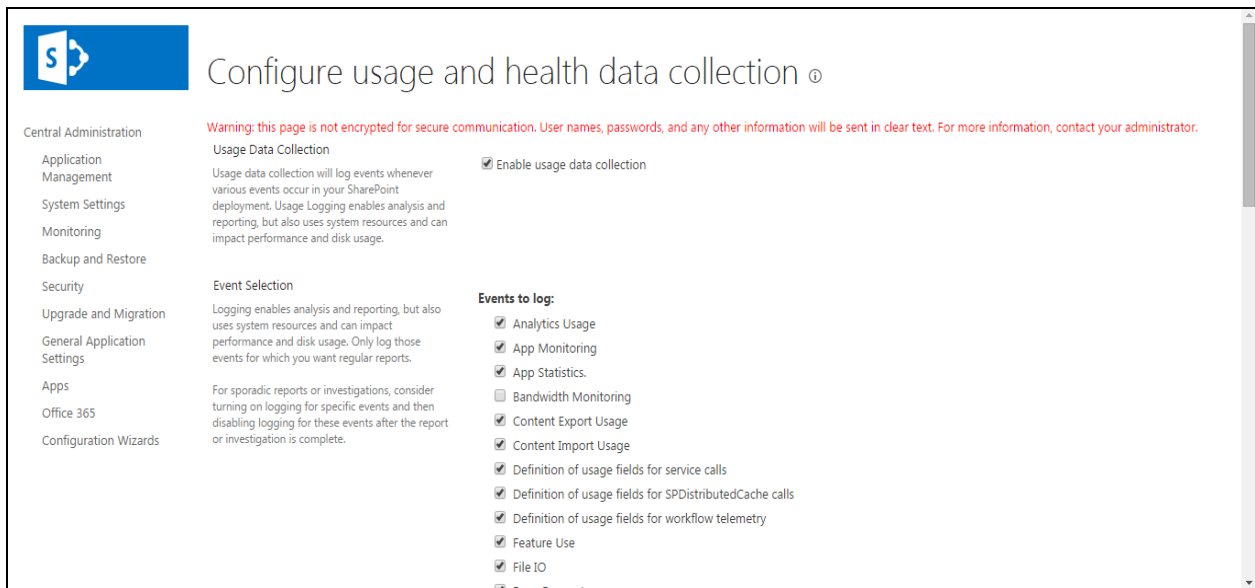 S
Configure usage and health data collection
Central Administration
Application
Management
System Settings
Monitoring
Backup and Restore
Security
Upgrade and Migration
General Application
Settings
Apps
Office 365
Configuration Wizards
Warning: this page is not encrypted for secure communication. User names, passwords, and any other information will be sent in clear text. For more information, contact your administrator.
Usage Data Collection
Usage data collection will log events whenever
various events occur in your SharePoint
deployment. Usage Logging enables analysis and
reporting, but also uses system resources and can
impact performance and disk usage.
Enable usage data collection
Event Selection
Logging enables analysis and reporting, but also
uses system resources and can impact
performance and disk usage. Only log those
events for which you want regular reports.
For sporadic reports or investigations, consider
turning on logging for specific events and then
disabling logging for these events after the report
or investigation is complete.
Events to log:
Analytics Usage
App Monitoring
App Statistics.
Bandwidth Monitoring
Content Export Usage
Content Import Usage
Definition of usage fields for service calls
Definition of usage fields for SPDistributedCache calls
Definition of usage fields for workflow telemetry
Feature Use
File IO